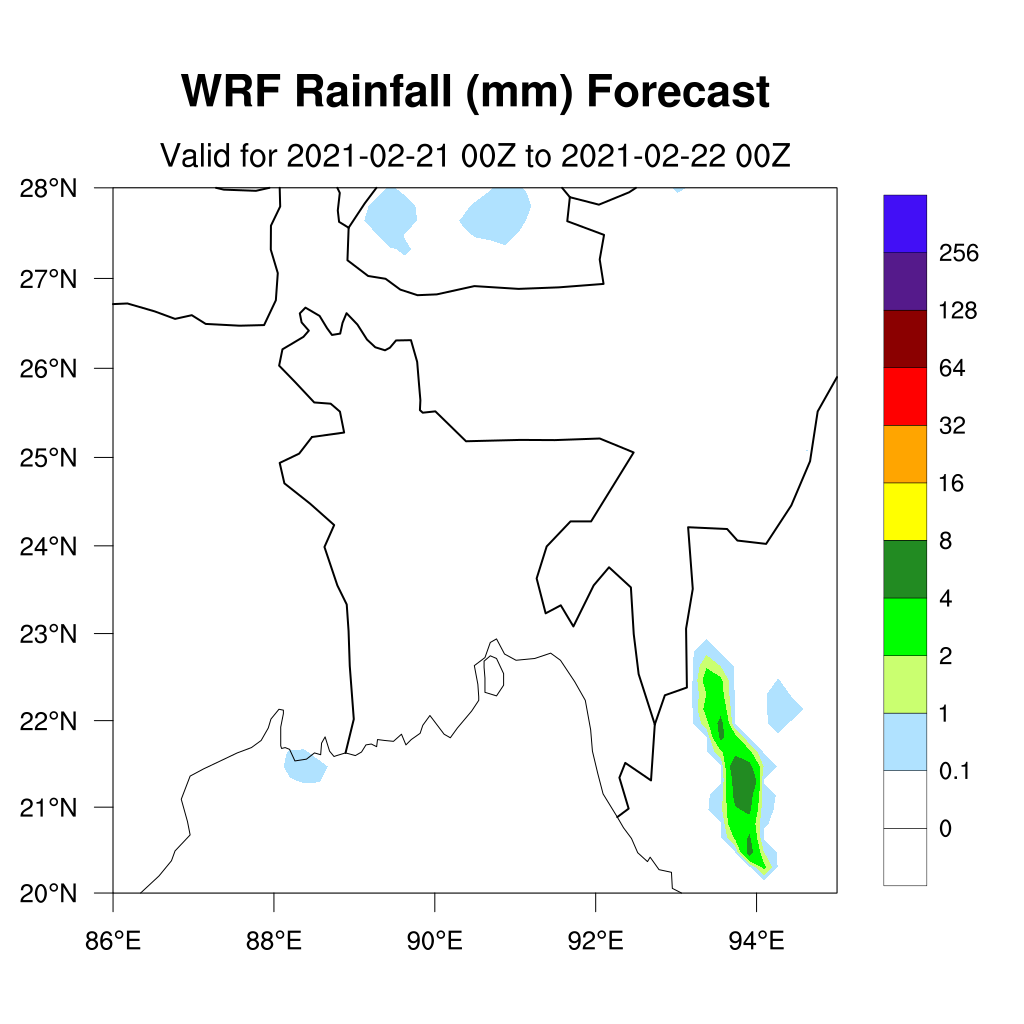 WRF Rainfall (mm) Forecast
Valid for 2021-02-21 00Z to 2021-02-22 00Z
28°N
27°N
26°N
25°N
24°N
23°N
22°N
21°N
20°N
86°E 88°E 90°E 92°E 94°E
256
128
64
32
16
8
4
2
1
0.1
0